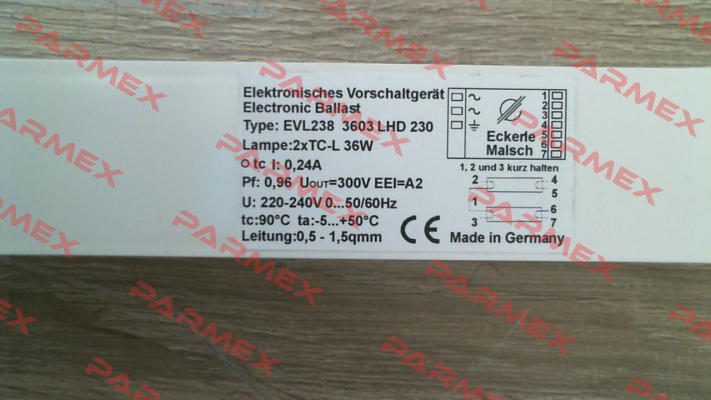 Elektronisches Vorschaltgerät
Electronic Ballast
Type: EVL238 3603 LHD 230
Lampe:2xTC-L 36W
tc I: 0,24A
Pf: 0,96 UOUT=300V EEI=A2
U: 220-240V 0...50/60Hz
tc:90°C ta:-5...+50°C
Leitung:0,5 - 1,5qmm
CE
~
~
1
2
3
4
5
6
7
Eckerle
Malsch
1, 2 und 3 kurz halten
2 4
5
1
6
3 7
Made in Germany
PARMEX
PARMEX
PARMEX
PARMEX
PARMEX
PARMEX
PARMEX
PARMEX
PARMEX
PARMEX
PARMEX